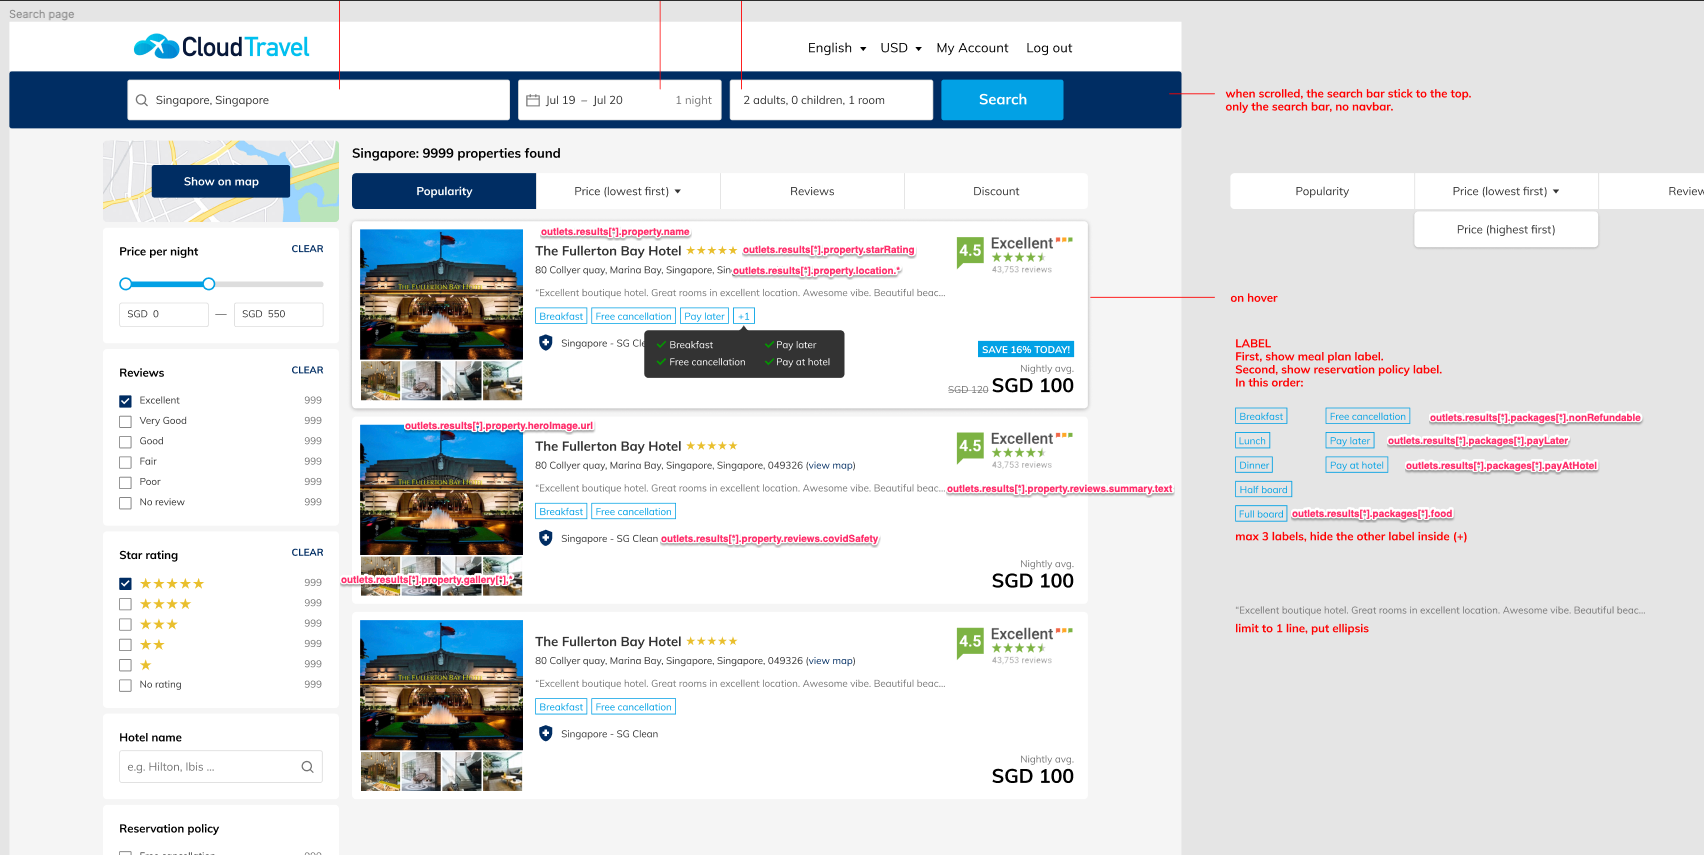 Search page
CloudTravel
English
USD
My Account
Log out
Singapore, Singapore
Jul 19 – Jul 20
1 night
2 adults, 0 children, 1 room
Search
when scrolled, the search bar stick to the top.
only the search bar, no navbar.
Show on map
Price per night
CLEAR
SGD 0
—
SGD 550
Reviews
CLEAR
Excellent 999
Very Good 999
Good 999
Fair 999
Poor 999
No review 999
Star rating
CLEAR
999
999
999
999
999
No rating 999
Hotel name
e.g. Hilton, Ibis ...
Reservation policy
Free cancellation 999
Singapore: 9999 properties found
Popularity
Price (lowest first)
Reviews
Discount
outlets.results[*].property.name
The Fullerton Bay Hotel
outlets.results[*].property.starRating
80 Collyer quay, Marina Bay, Singapore, Sin
outlets.results[*].property.location.*
"Excellent boutique hotel. Great rooms in excellent location. Awesome vibe. Beautiful beac...
Breakfast
Free cancellation
Pay later
+1
Singapore - SG Cle
Breakfast
Pay later
Free cancellation
Pay at hotel
4.5
Excellent
43,753 reviews
SAVE 16% TODAY!
Nightly avg.
SGD 120 SGD 100
THE FULLERTON BAY HOTEL
outlets.results[*].property.heroImage.url
The Fullerton Bay Hotel
80 Collyer quay, Marina Bay, Singapore, Singapore, 049326 (view map)
"Excellent boutique hotel. Great rooms in excellent location. Awesome vibe. Beautiful beac...
outlets.results[*].property.reviews.summary.text
Breakfast
Free cancellation
Singapore - SG Clean
outlets.results[*].property.reviews.covidSafety
4.5
Excellent
43,753 reviews
Nightly avg.
SGD 100
THE FULLERTON BAY HOTEL
outlets.results[*].property.gallery[*].*
The Fullerton Bay Hotel
80 Collyer quay, Marina Bay, Singapore, Singapore, 049326 (view map)
"Excellent boutique hotel. Great rooms in excellent location. Awesome vibe. Beautiful beac...
Breakfast
Free cancellation
Singapore - SG Clean
4.5
Excellent
43,753 reviews
Nightly avg.
SGD 100
THE FULLERTON BAY HOTEL
Popularity
Price (lowest first)
Review
Price (highest first)
on hover
LABEL
First, show meal plan label.
Second, show reservation policy label.
In this order:
Breakfast
Free cancellation
outlets.results[*].packages[*].nonRefundable
Lunch
Pay later
outlets.results[*].packages[*].payLater
Dinner
Pay at hotel
outlets.results[*].packages[*].payAtHotel
Half board
Full board
outlets.results[*].packages[*].food
max 3 labels, hide the other label inside (+)
"Excellent boutique hotel. Great rooms in excellent location. Awesome vibe. Beautiful beac...
limit to 1 line, put ellipsis